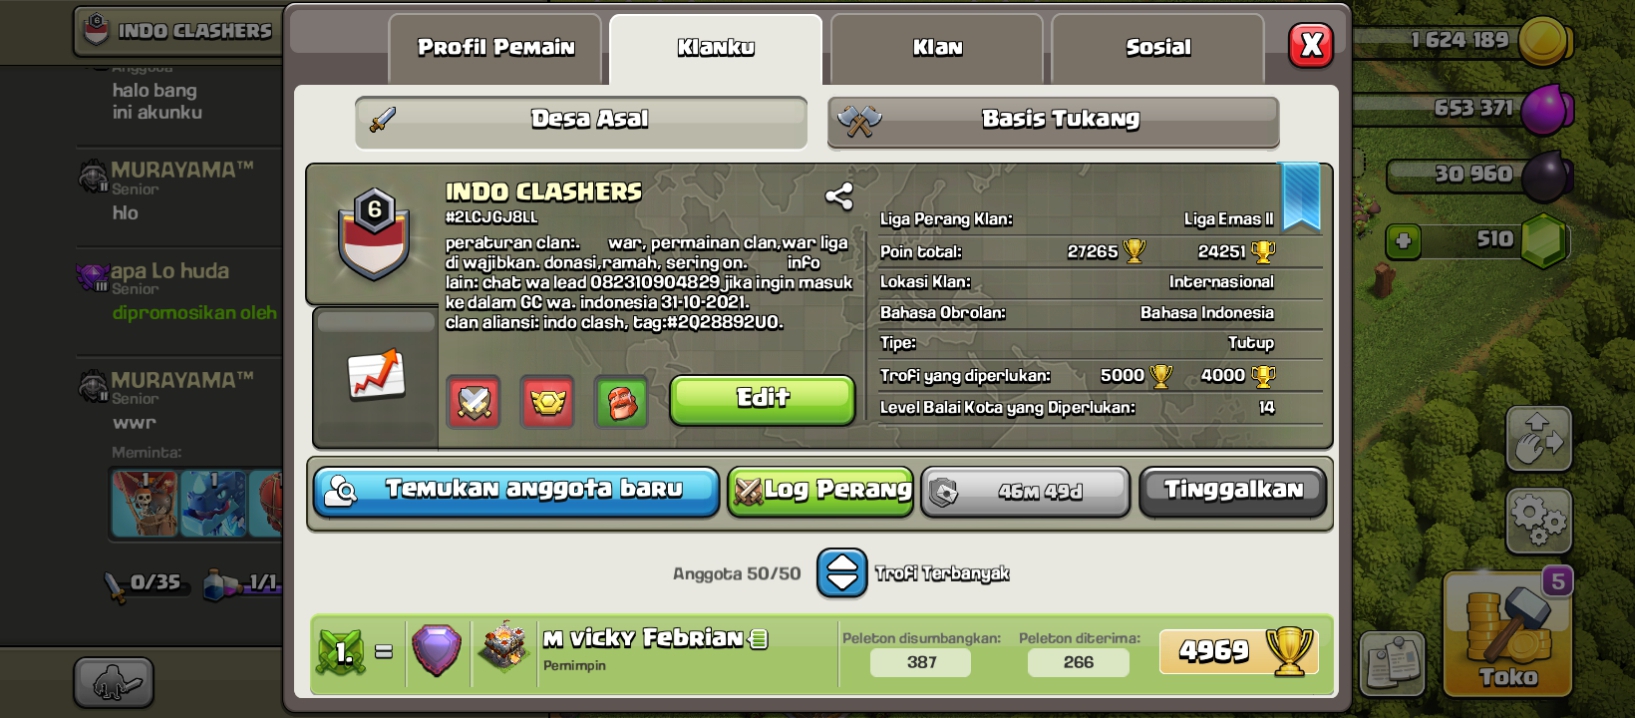 INDO CLASHERS
Anggota
halo bang
ini akunku
MURAYAMA™
Senior
hlo
apa Lo huda
Senior
dipromosikan oleh
MURAYAMA™
Senior
wwr
Meminta:
1
1
0/35
1/1
Profil Pemain
Klanku
Klan
Sosial
X
Desa Asal
Basis Tukang
6
INDO CLASHERS
#2LCJGJ8LL
peraturan clan:. war, permainan clan,war liga
di wajibkan. donasi,ramah, sering on. info
lain: chat wa lead 082310904829 jika ingin masuk
ke dalam GC wa. indonesia 31-10-2021.
clan aliansi: indo clash, tag:#2Q28892U0.
Edit
Liga Perang Klan: Liga Emas II
Poin total: 27265 24251
Lokasi Klan: Internasional
Bahasa Obrolan: Bahasa Indonesia
Tipe: Tutup
Trofi yang diperlukan: 5000 4000
Level Balai Kota yang Diperlukan: 14
Temukan anggota baru
Log Perang
46m 49d
Tinggalkan
Anggota 50/50
Trofi Terbanyak
1. =
M vicky Febrian
Pemimpin
Peleton disumbangkan:
387
Peleton diterima:
266
4969
1 624 189
653 371
30 960
510
5
Toko